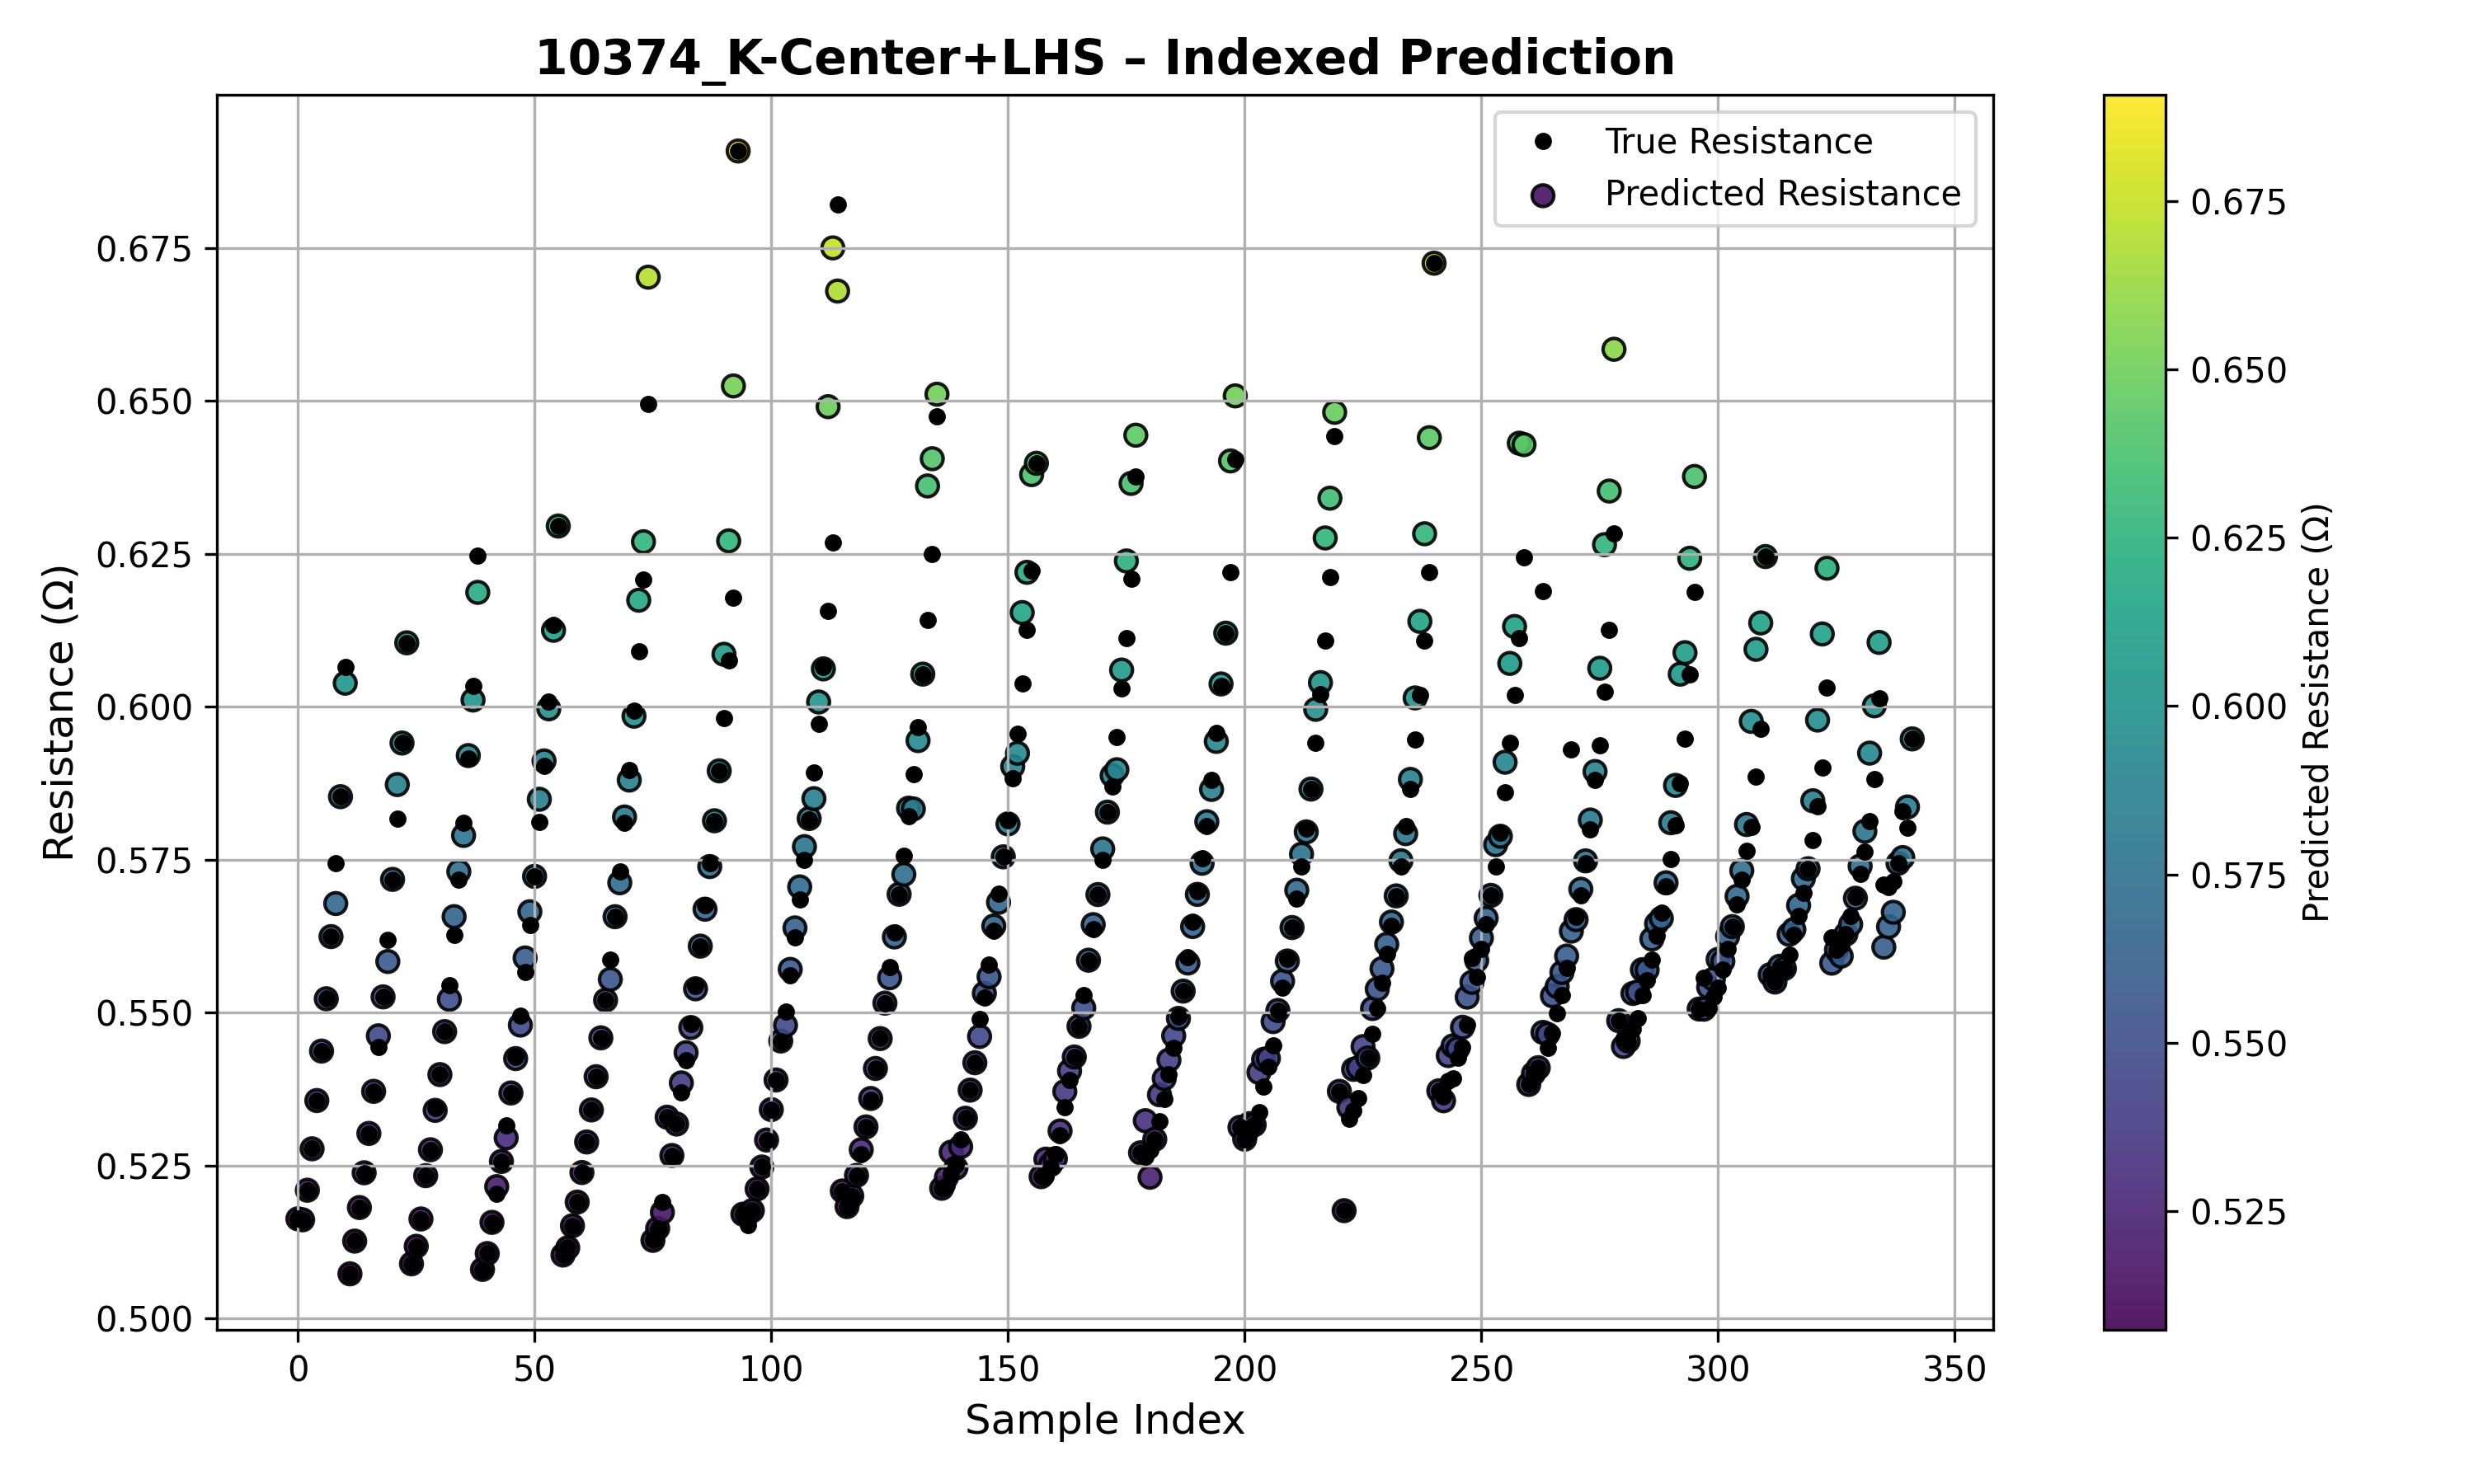 10374_K-Center+LHS – Indexed Prediction
True Resistance
Predicted Resistance
Resistance (Ω)
0.675
0.650
0.625
0.600
0.575
0.550
0.525
0.500
0 50 100 150 200 250 300 350
Sample Index
0.675
0.650
0.625
0.600
0.575
0.550
0.525
Predicted Resistance (Ω)